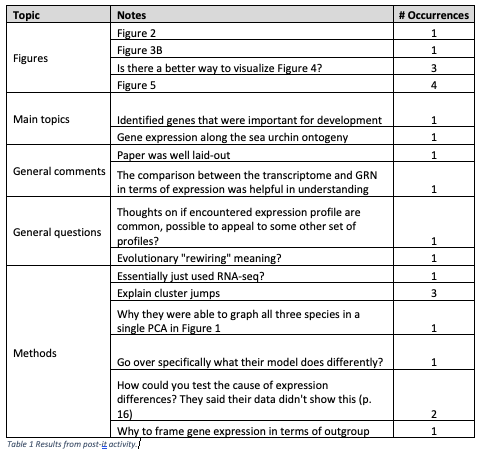 Topic Notes # Occurrences
Figures
Figure 2 1
Figure 3B 1
Is there a better way to visualize Figure 4? 3
Figure 5 4
Main topics
Identified genes that were important for development 1
Gene expression along the sea urchin ontogeny 1
General comments
Paper was well laid-out 1
The comparison between the transcriptome and GRN
in terms of expression was helpful in understanding 1
General questions
Thoughts on if encountered expression profile are
common, possible to appeal to some other set of
profiles? 1
Evolutionary "rewiring" meaning? 1
Methods
Essentially just used RNA-seq? 1
Explain cluster jumps 3
Why they were able to graph all three species in a
single PCA in Figure 1 1
Go over specifically what their model does differently? 1
How could you test the cause of expression
differences? They said their data didn't show this (p.
16) 2
Why to frame gene expression in terms of outgroup 1
Table 1 Results from post-it activity.